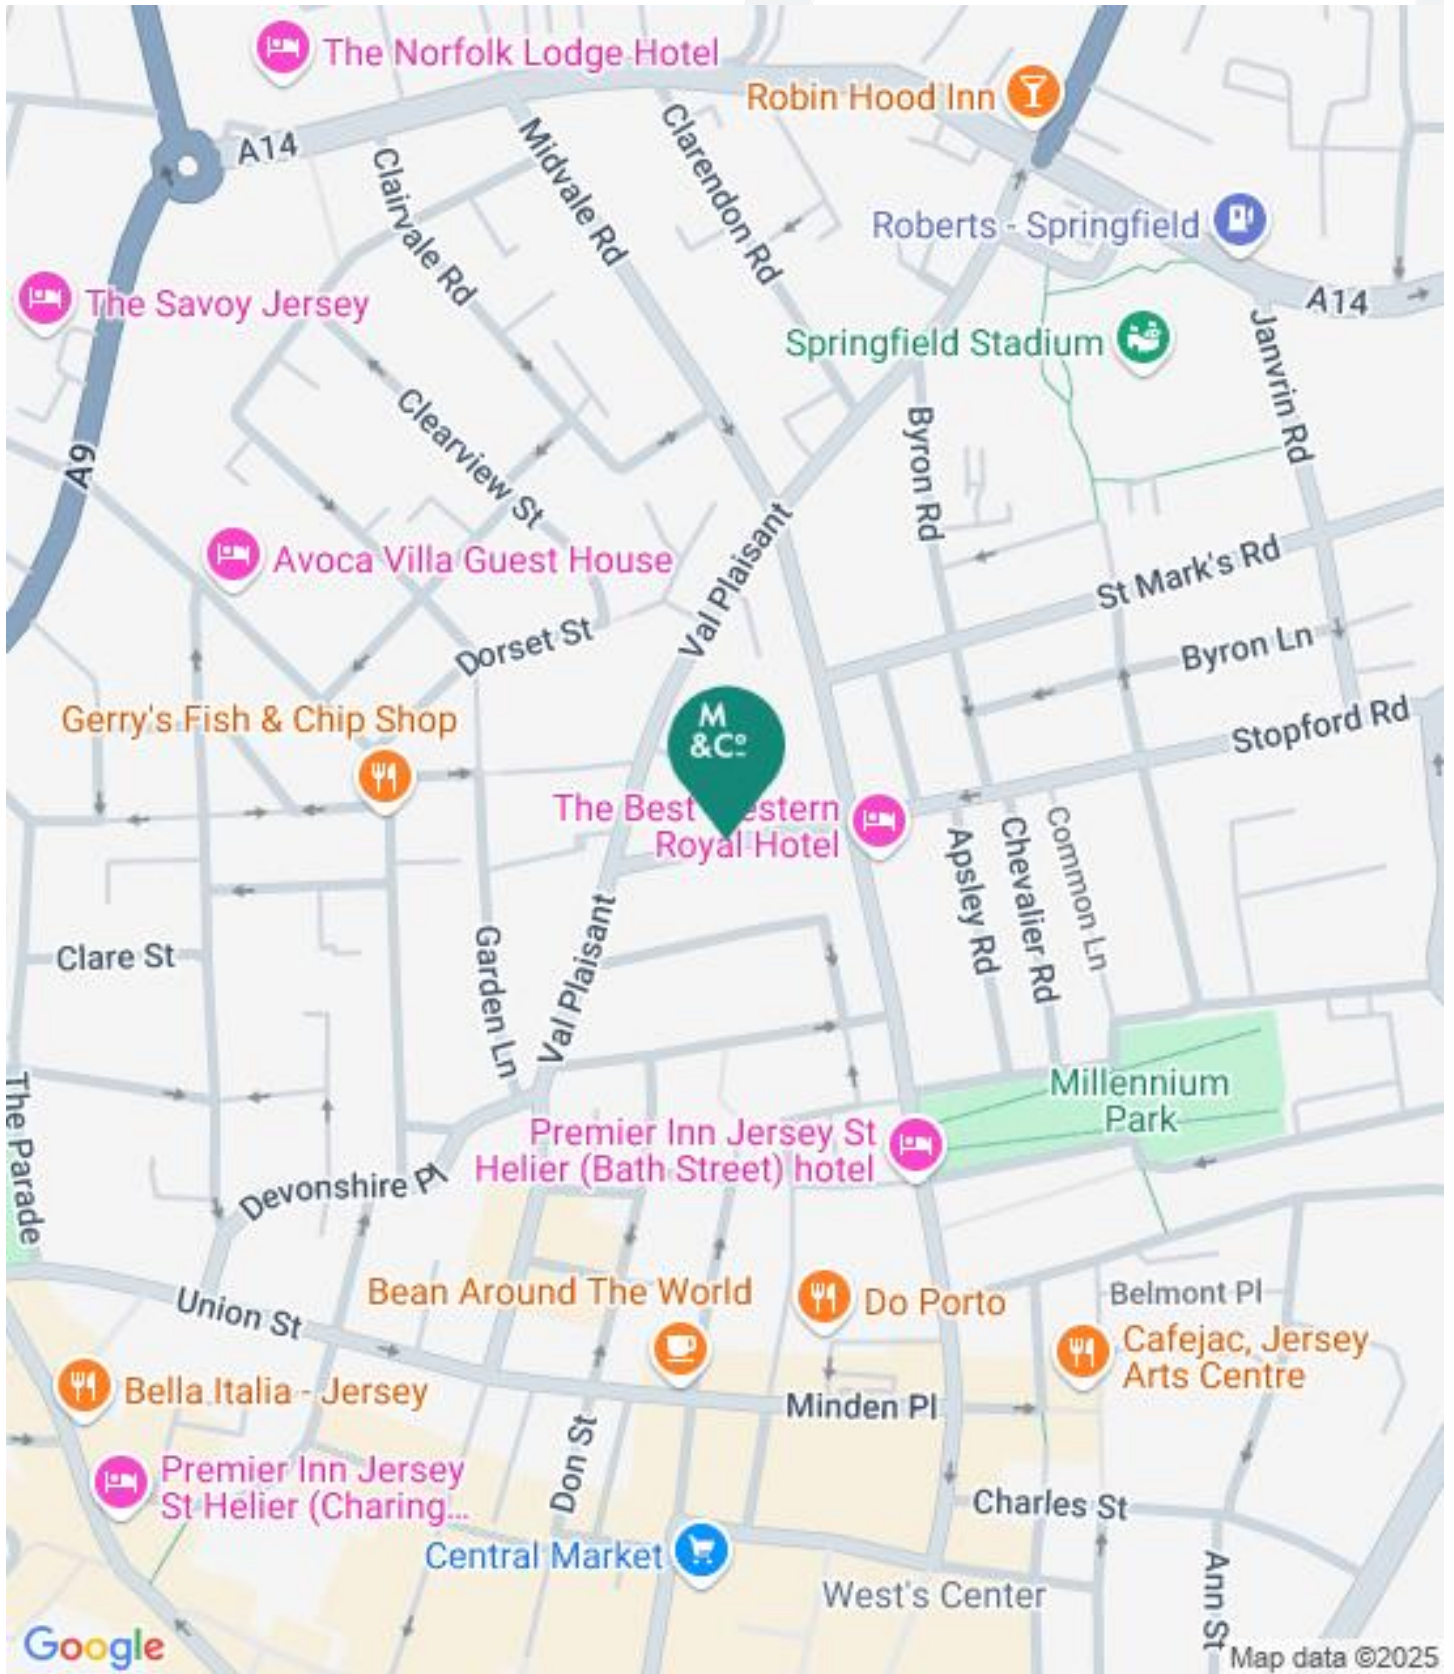 The Norfolk Lodge Hotel
Robin Hood Inn
A14
Clairvale Rd
Midvale Rd
Clarendon Rd
Roberts - Springfield
The Savoy Jersey
A14
Springfield Stadium
Janvrin Rd
A9
Clearview St
Byron Rd
Avoca Villa Guest House
Val Plaisant
St Mark's Rd
Dorset St
Byron Ln
Gerry's Fish & Chip Shop
M
&Co
Stopford Rd
The Best Western
Royal Hotel
Apsley Rd
Chevalier Rd
Common Ln
Clare St
Garden Ln
Val Plaisant
The Parade
Millennium
Park
Premier Inn Jersey St
Helier (Bath Street) hotel
Devonshire Pl
Bean Around The World
Do Porto
Belmont Pl
Union St
Cafejac, Jersey
Arts Centre
Bella Italia - Jersey
Minden Pl
Don St
Premier Inn Jersey
St Helier (Charing...
Charles St
Central Market
West's Center
Ann St
Google
Map data ©2025